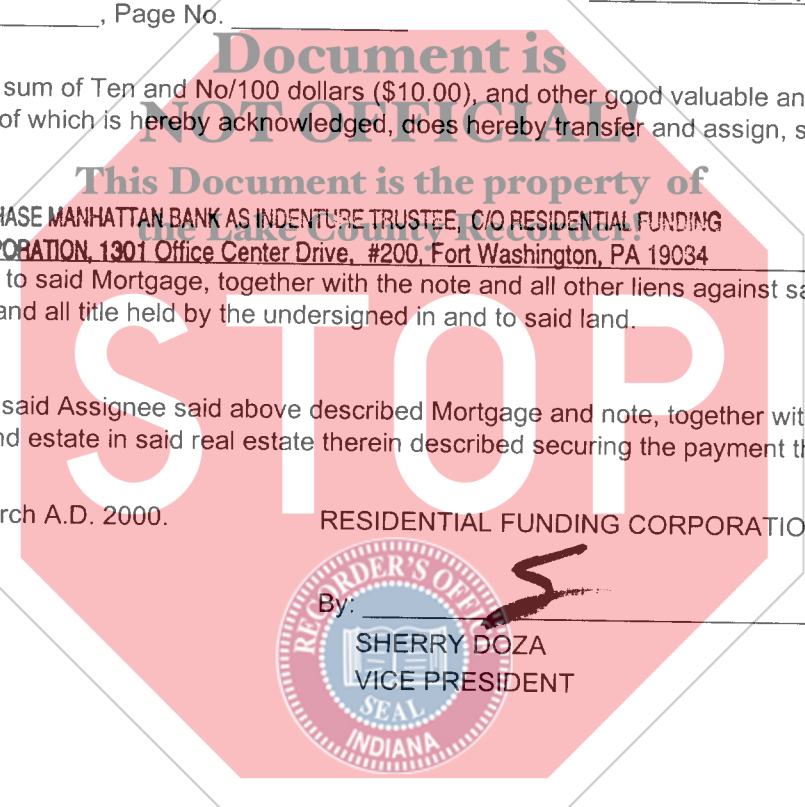 , Page No.
Document is
sum of Ten and No/100 dollars ($10.00), and other good valuable an
NOT OFFICIAL!
of which is hereby acknowledged, does hereby transfer and assign, s
This Document is the property of
HASE MANHATTAN BANK AS INDENTURE TRUSTEE, C/O RESIDENTIAL FUNDING
the Lake County Recorder!
PORATION, 1301 Office Center Drive, #200, Fort Washington, PA 19034
to said Mortgage, together with the note and all other liens against sa
and all title held by the undersigned in and to said land.
STOP
said Assignee said above described Mortgage and note, together wit
nd estate in said real estate therein described securing the payment th
rch A.D. 2000.
RESIDENTIAL FUNDING CORPORATIO
By:
SHERRY DOZA
VICE PRESIDENT
RECORDER'S OFFICE
SEAL
INDIANA